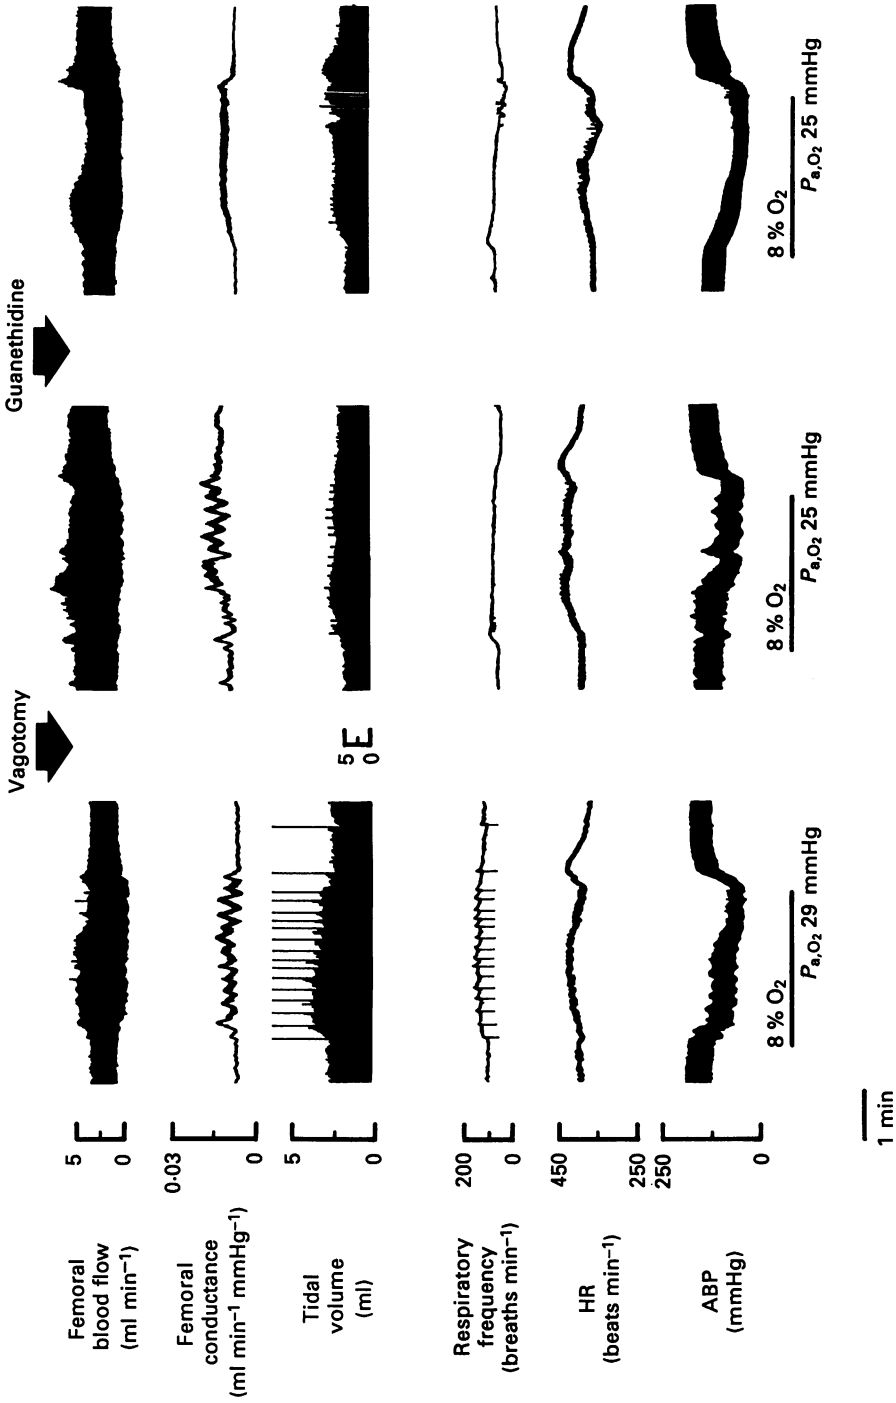 Vagotomy
Guanethidine
Femoral
blood flow
(ml min⁻¹)
5
0
Femoral
conductance
(ml min⁻¹ mmHg⁻¹)
0·03
0
Tidal
volume
(ml)
5
0
5
0
Respiratory
frequency
(breaths min⁻¹)
200
0
HR
(beats min⁻¹)
450
250
ABP
(mmHg)
250
0
8 % O₂
Pa,O₂ 29 mmHg
8 % O₂
Pa,O₂ 25 mmHg
8 % O₂
Pa,O₂ 25 mmHg
1 min